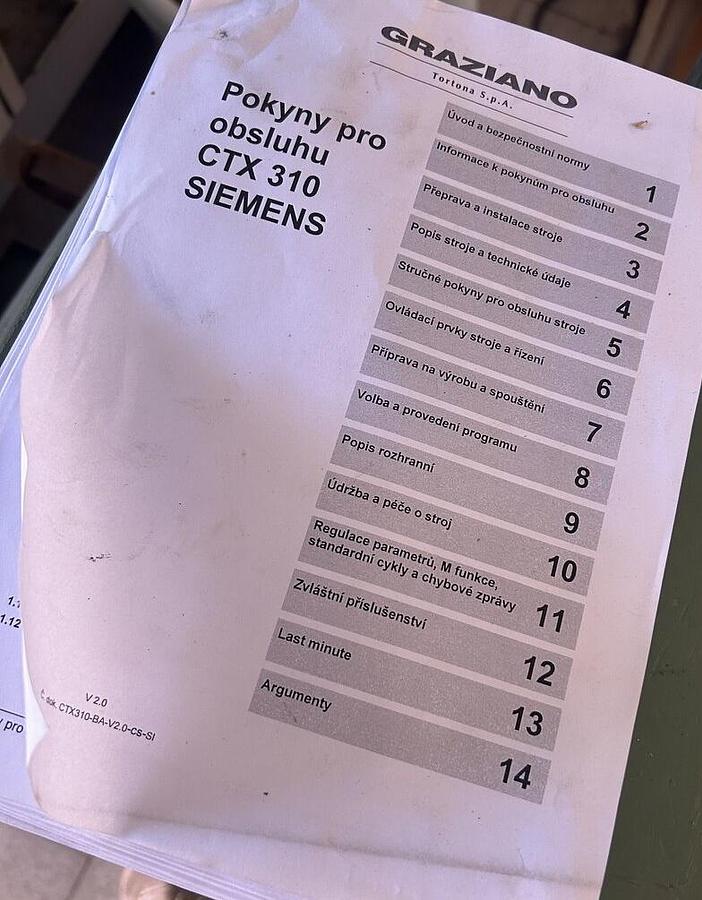 GRAZIANO
Tortona S.p.A.
Pokyny pro
obsluhu
CTX 310
SIEMENS
Úvod a bezpečnostní normy
1
Informace k pokynům pro obsluhu
2
Přeprava a instalace stroje
3
Popis stroje a technické údaje
4
Stručné pokyny pro obsluhu stroje
5
Ovládací prvky stroje a řízení
6
Příprava na výrobu a spouštění
7
Volba a provedení programu
8
Popis rozhranní
9
Údržba a péče o stroj
10
Regulace parametrů, M funkce,
standardní cykly a chybové zprávy
11
Zvláštní příslušenství
12
Last minute
13
Argumenty
14
V 2.0
Č. dok. CTX310-BA-V2.0-CS-SI
1.12
pro